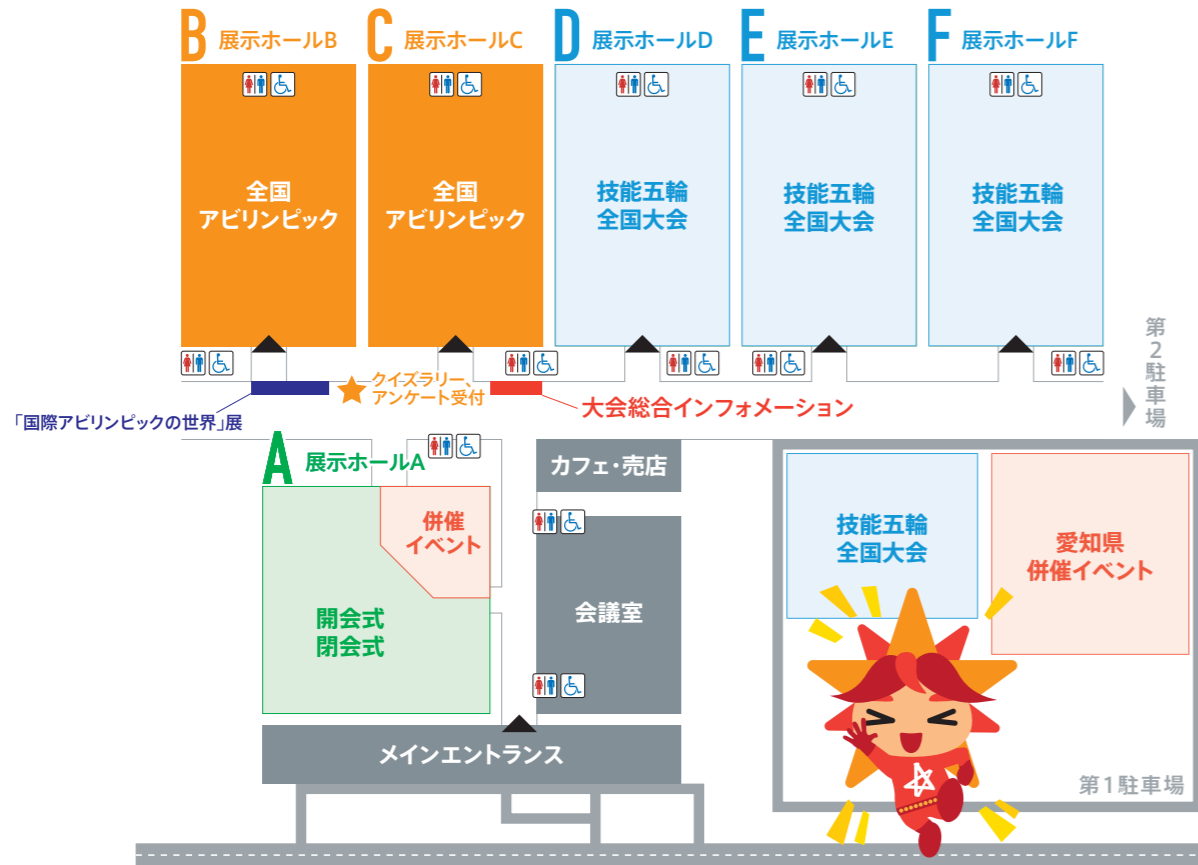 B 展示ホールB
C 展示ホールC
D 展示ホールD
E 展示ホールE
F 展示ホールF
全国
アビリンピック
全国
アビリンピック
技能五輪
全国大会
技能五輪
全国大会
技能五輪
全国大会
第2駐車場
「国際アビリンピックの世界」展
クイズラリー、
アンケート受付
大会総合インフォメーション
A 展示ホールA
併催
イベント
開会式
閉会式
カフェ・売店
会議室
メインエントランス
技能五輪
全国大会
愛知県
併催イベント
第1駐車場